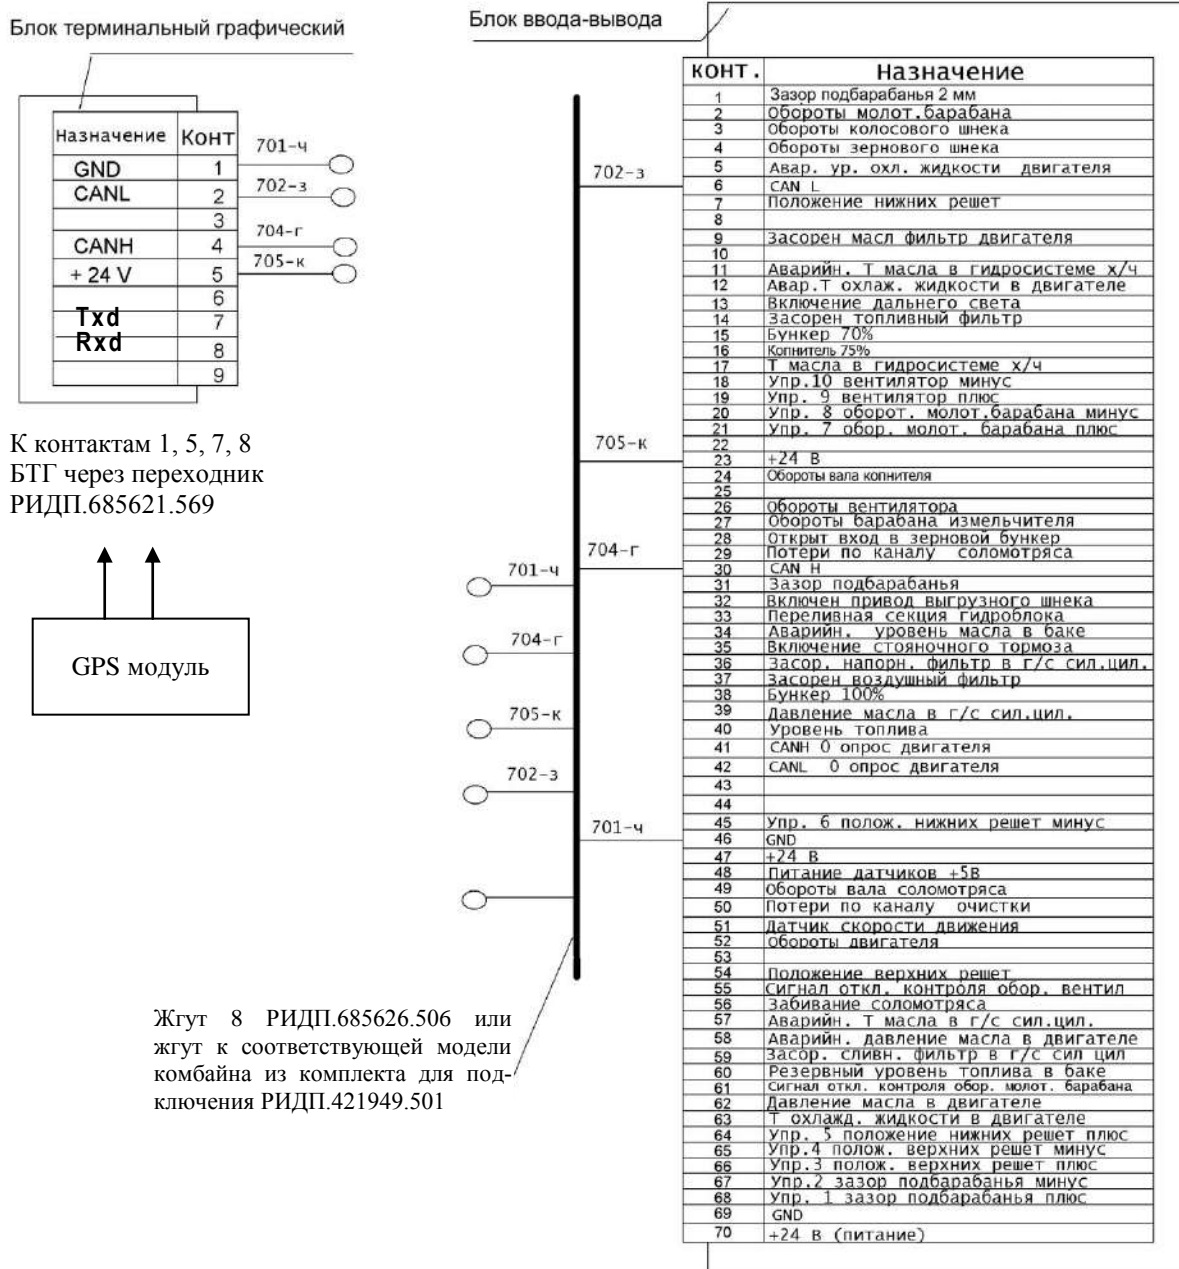 Блок терминальный графический
Назначение Конт
GND 1 701-ч
CANL 2 702-з
3
CANH 4 704-г
+ 24 V 5 705-к
6
Txd 7
Rxd 8
9
К контактам 1, 5, 7, 8
БТГ через переходник
РИДП.685621.569
GPS модуль
Блок ввода-вывода
702-з
705-к
704-г
701-ч
704-г
705-к
702-з
701-ч
Жгут 8 РИДП.685626.506 или
жгут к соответствующей модели
комбайна из комплекта для под-
ключения РИДП.421949.501
КОНТ. Назначение
1 Зазор подбарабанья 2 мм
2 Обороты молот.барабана
3 Обороты колосового шнека
4 Обороты зернового шнека
5 Авар. ур. охл. жидкости двигателя
6 CAN L
7 Положение нижних решет
8
9 Засорен масл фильтр двигателя
10
11 Аварийн. Т масла в гидросистеме х/ч
12 Авар.Т охлаж. жидкости в двигателе
13 Включение дальнего света
14 Засорен топливный фильтр
15 Бункер 70%
16 Копнитель 75%
17 Т масла в гидросистеме х/ч
18 Упр.10 вентилятор минус
19 Упр. 9 вентилятор плюс
20 Упр. 8 оборот. молот.барабана минус
21 Упр. 7 обор. молот. барабана плюс
22
23 +24 В
24 Обороты вала копнителя
25
26 Обороты вентилятора
27 Обороты барабана измельчителя
28 Открыт вход в зерновой бункер
29 Потери по каналу соломотряса
30 CAN H
31 Зазор подбарабанья
32 Включен привод выгрузного шнека
33 Переливная секция гидроблока
34 Аварийн. уровень масла в баке
35 Включение стояночного тормоза
36 Засор. напорн. фильтр в г/с сил.цил.
37 Засорен воздушный фильтр
38 Бункер 100%
39 Давление масла в г/с сил.цил.
40 Уровень топлива
41 CANH 0 опрос двигателя
42 CANL 0 опрос двигателя
43
44
45 Упр. 6 полож. нижних решет минус
46 GND
47 +24 В
48 Питание датчиков +5В
49 Обороты вала соломотряса
50 Потери по каналу очистки
51 Датчик скорости движения
52 Обороты двигателя
53
54 Положение верхних решет
55 Сигнал откл. контроля обор. вентил
56 Забивание соломотряса
57 Аварийн. Т масла в г/с сил.цил.
58 Аварийн. давление масла в двигателе
59 Засор. сливн. фильтр в г/с сил цил
60 Резервный уровень топлива в баке
61 Сигнал откл. контроля обор. молот. барабана
62 Давление масла в двигателе
63 Т охлажд. жидкости в двигателе
64 Упр. 5 положение нижних решет плюс
65 Упр.4 полож. верхних решет минус
66 Упр.3 полож. верхних решет плюс
67 Упр.2 зазор подбарабанья минус
68 Упр. 1 зазор подбарабанья плюс
69 GND
70 +24 В (питание)